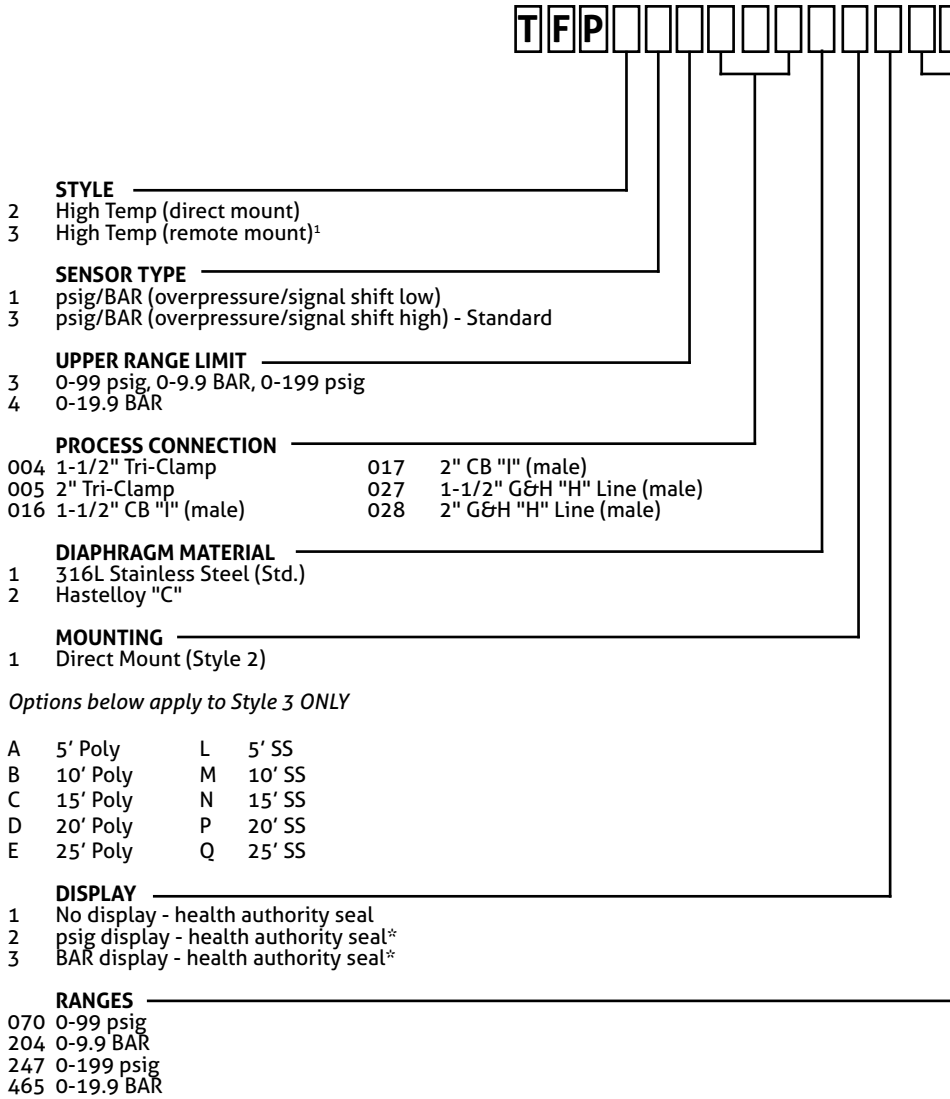 TFP
STYLE
2 High Temp (direct mount)
3 High Temp (remote mount)¹
SENSOR TYPE
1 psig/BAR (overpressure/signal shift low)
3 psig/BAR (overpressure/signal shift high) - Standard
UPPER RANGE LIMIT
3 0-99 psig, 0-9.9 BAR, 0-199 psig
4 0-19.9 BAR
PROCESS CONNECTION
004 1-1/2" Tri-Clamp 017 2" CB "I" (male)
005 2" Tri-Clamp 027 1-1/2" G&H "H" Line (male)
016 1-1/2" CB "I" (male) 028 2" G&H "H" Line (male)
DIAPHRAGM MATERIAL
1 316L Stainless Steel (Std.)
2 Hastelloy "C"
MOUNTING
1 Direct Mount (Style 2)
Options below apply to Style 3 ONLY
A 5′ Poly L 5′ SS
B 10′ Poly M 10′ SS
C 15′ Poly N 15′ SS
D 20′ Poly P 20′ SS
E 25′ Poly Q 25′ SS
DISPLAY
1 No display - health authority seal
2 psig display - health authority seal*
3 BAR display - health authority seal*
RANGES
070 0-99 psig
204 0-9.9 BAR
247 0-199 psig
465 0-19.9 BAR